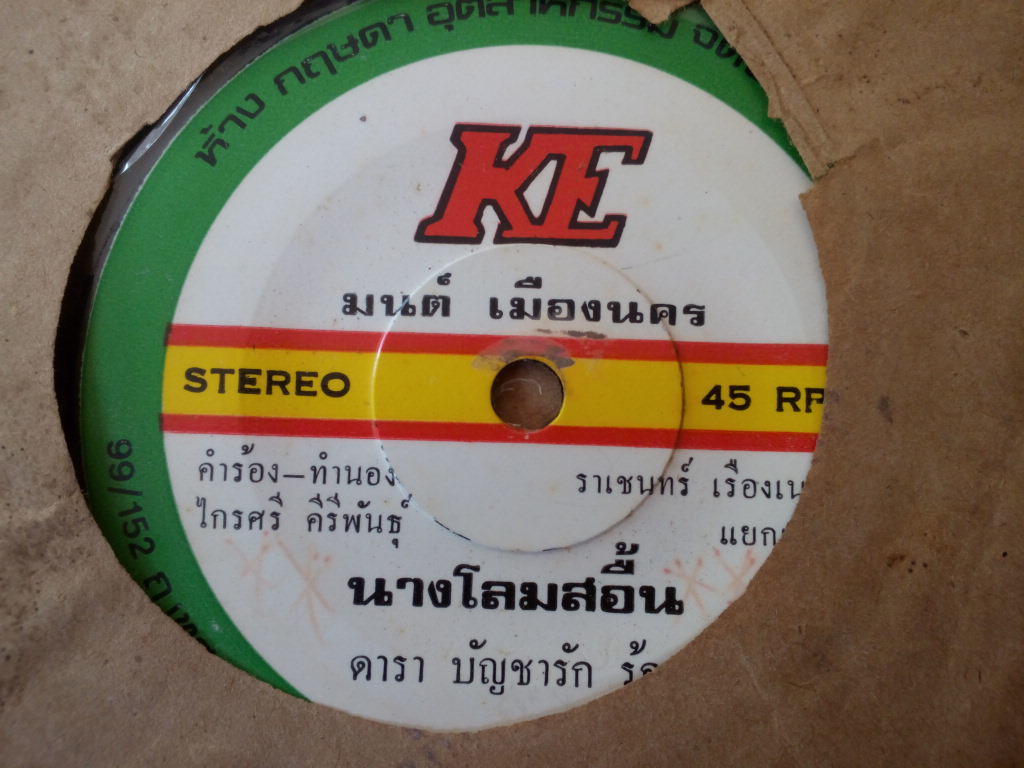 ห้าง กฤษดา อุตสาหกรรม
KE
มนต์ เมืองนคร
STEREO
45
คำร้อง-ทำนอง
ไกรศรี คีรีพันธุ์
ราเชนทร์
นางโลมสอื้น
ดารา บัญชารัก
99/152